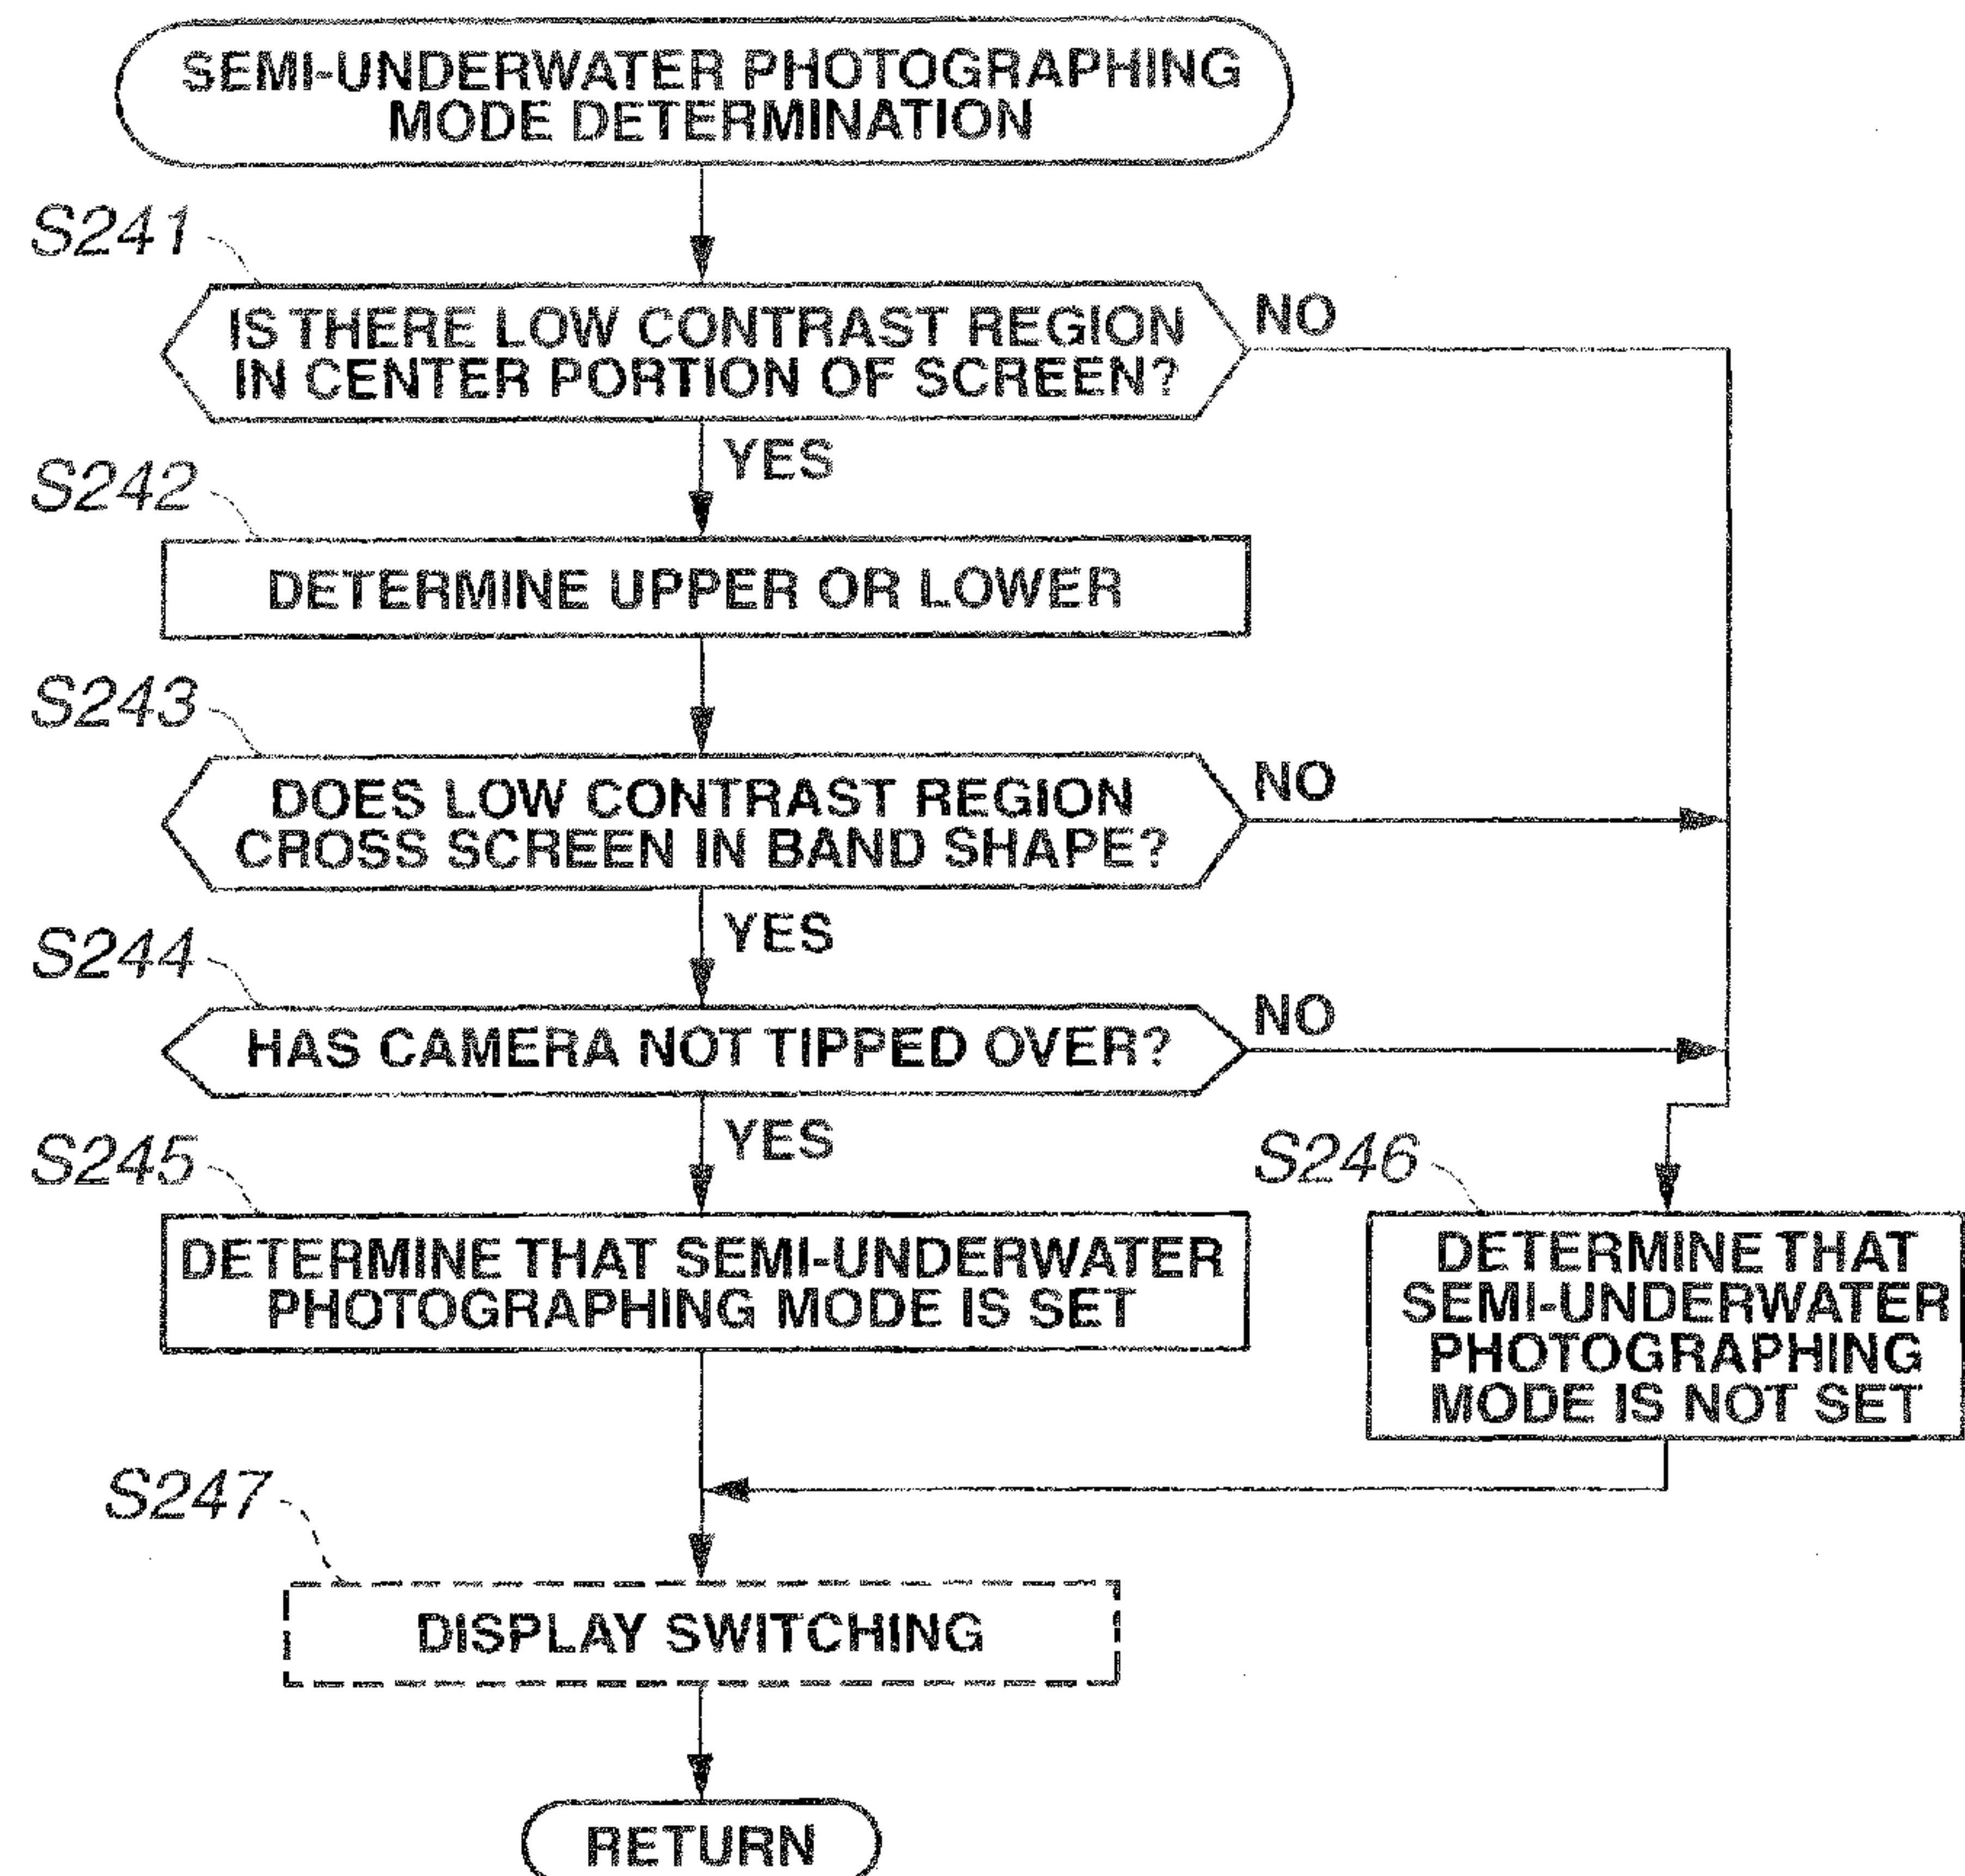 SEMI-UNDERWATER PHOTOGRAPHING
MODE DETERMINATION
S241
IS THERE LOW CONTRAST REGION
IN CENTER PORTION OF SCREEN?
NO
YES
S242
DETERMINE UPPER OR LOWER
S243
DOES LOW CONTRAST REGION
CROSS SCREEN IN BAND SHAPE?
NO
YES
S244
HAS CAMERA NOT TIPPED OVER?
NO
YES
S245
DETERMINE THAT SEMI-UNDERWATER
PHOTOGRAPHING MODE IS SET
S246
DETERMINE THAT
SEMI-UNDERWATER
PHOTOGRAPHING
MODE IS NOT SET
S247
DISPLAY SWITCHING
RETURN